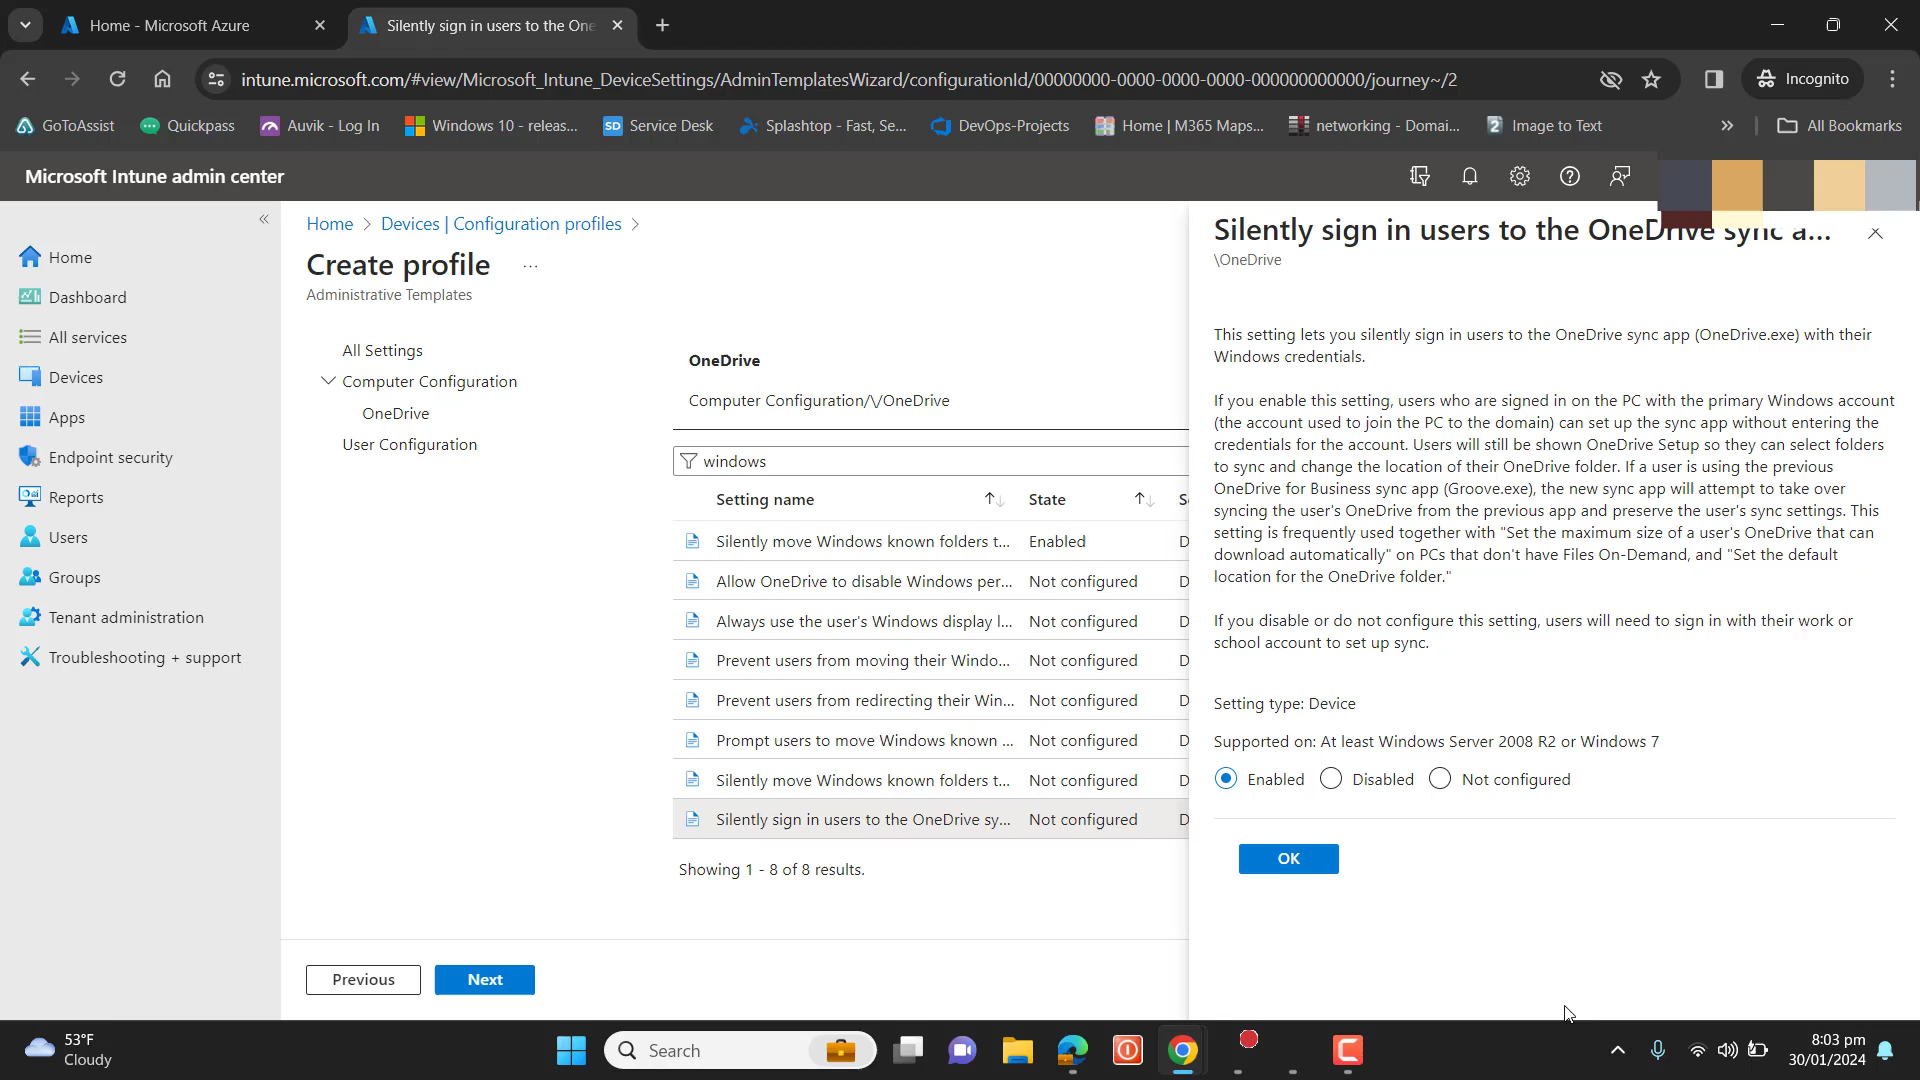 Home - Microsoft Azure
Silently sign in users to the One
intune.microsoft.com/#view/Microsoft_Intune_DeviceSettings/AdminTemplatesWizard/configurationId/00000000-0000-0000-0000-000000000000/journey~/2
Incognito
GoToAssist
Quickpass
Auvik - Log In
Windows 10 - releas...
SD Service Desk
Splashtop - Fast, Se...
DevOps-Projects
Home | M365 Maps...
networking - Domai...
Image to Text
All Bookmarks
Microsoft Intune admin center
Home
Dashboard
All services
Devices
Apps
Endpoint security
Reports
Users
Groups
Tenant administration
Troubleshooting + support
Home > Devices | Configuration profiles >
Create profile ...
Administrative Templates
All Settings
Computer Configuration
OneDrive
User Configuration
OneDrive
Computer Configuration/\/OneDrive
windows
Setting name State
Silently move Windows known folders t... Enabled D
Allow OneDrive to disable Windows per... Not configured D
Always use the user's Windows display l... Not configured D
Prevent users from moving their Windo... Not configured D
Prevent users from redirecting their Win... Not configured D
Prompt users to move Windows known ... Not configured D
Silently move Windows known folders t... Not configured D
Silently sign in users to the OneDrive sy... Not configured D
Showing 1 - 8 of 8 results.
Previous
Next
Silently sign in users to the OneDrive sync a...
\OneDrive
This setting lets you silently sign in users to the OneDrive sync app (OneDrive.exe) with their
Windows credentials.
If you enable this setting, users who are signed in on the PC with the primary Windows account
(the account used to join the PC to the domain) can set up the sync app without entering the
credentials for the account. Users will still be shown OneDrive Setup so they can select folders
to sync and change the location of their OneDrive folder. If a user is using the previous
OneDrive for Business sync app (Groove.exe), the new sync app will attempt to take over
syncing the user's OneDrive from the previous app and preserve the user's sync settings. This
setting is frequently used together with "Set the maximum size of a user's OneDrive that can
download automatically" on PCs that don't have Files On-Demand, and "Set the default
location for the OneDrive folder."
If you disable or do not configure this setting, users will need to sign in with their work or
school account to set up sync.
Setting type: Device
Supported on: At least Windows Server 2008 R2 or Windows 7
Enabled
Disabled
Not configured
OK
53°F
Cloudy
Search
8:03 pm
30/01/2024